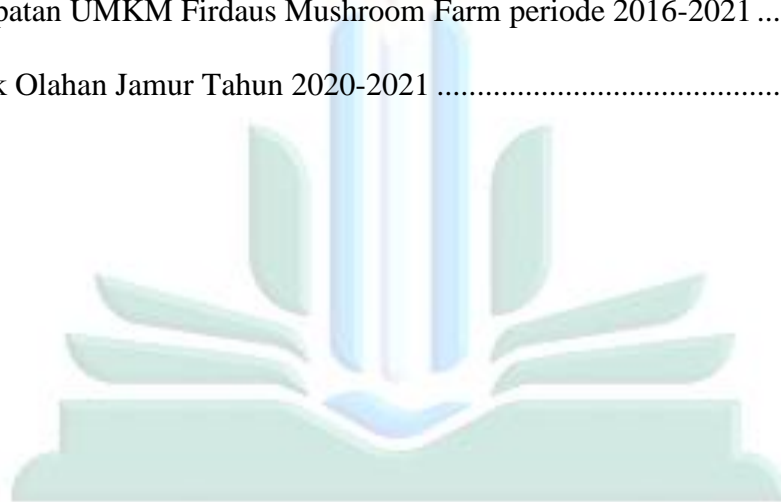 patan UMKM Firdaus Mushroom Farm periode 2016-2021 ...
k Olahan Jamur Tahun 2020-2021 ..........................................